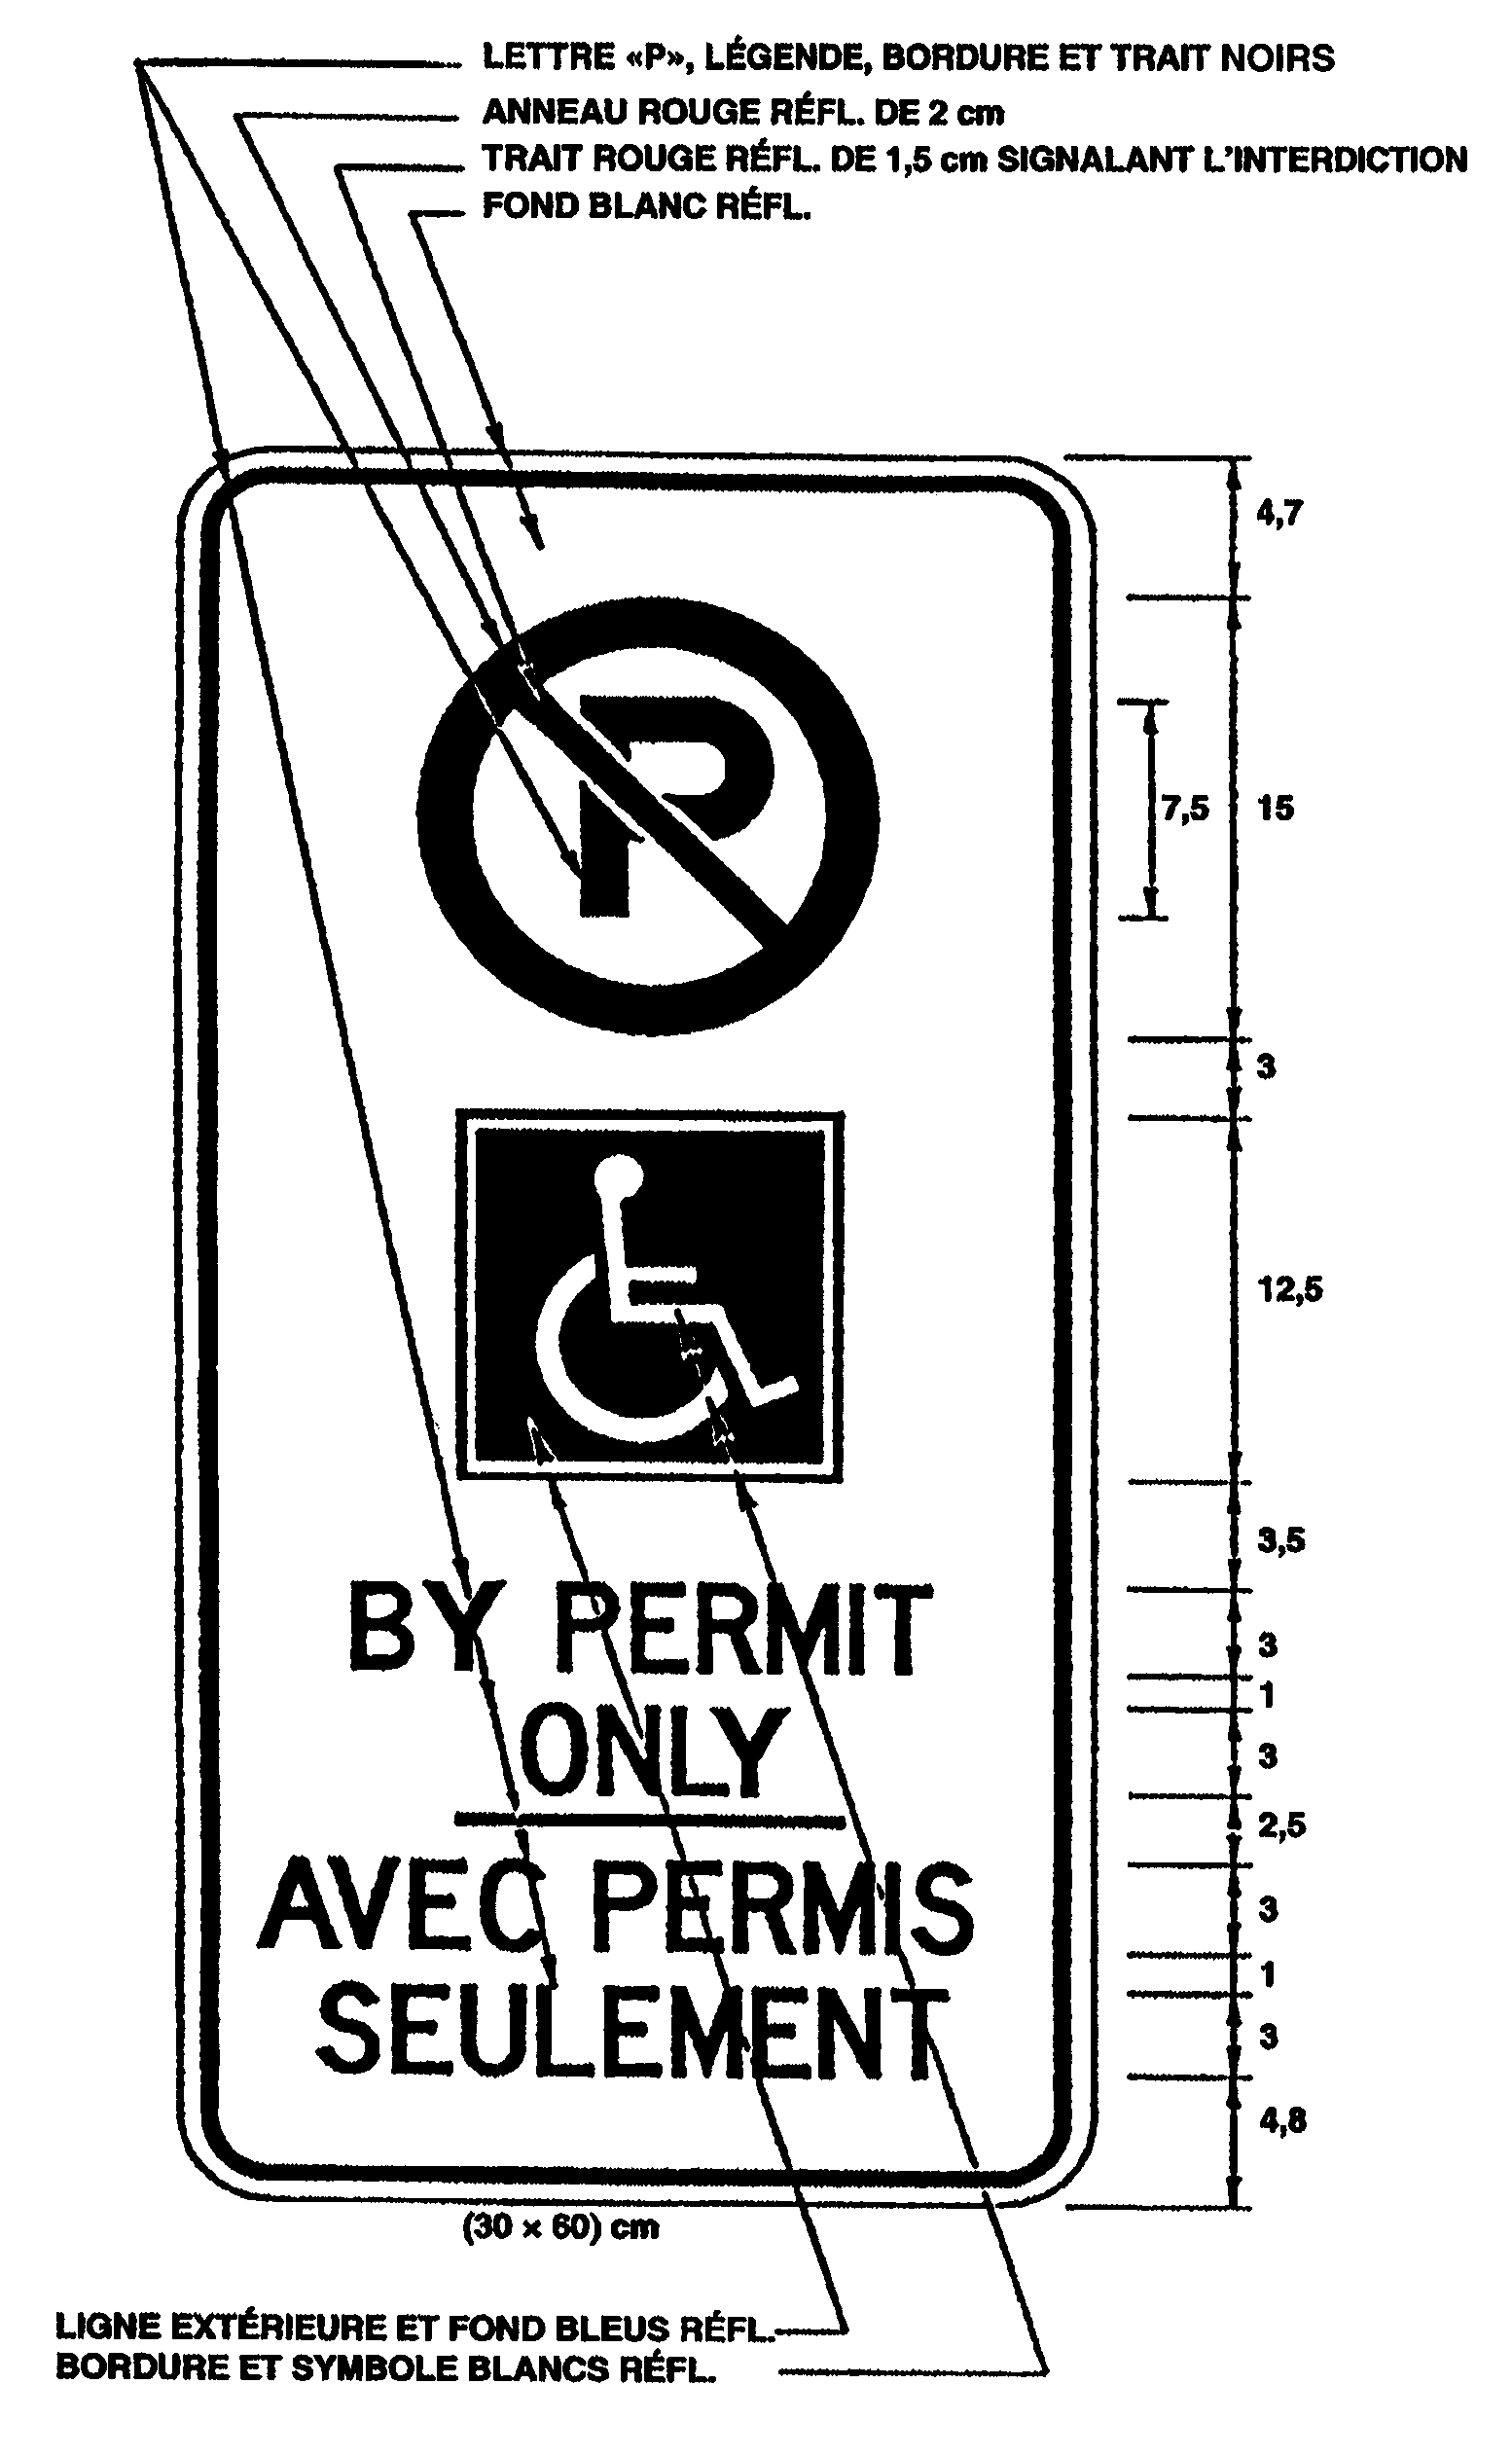 LETTRE «P», LÉGENDE, BORDURE ET TRAIT NOIRS
ANNEAU ROUGE RÉFL. DE 2 cm
TRAIT ROUGE RÉFL. DE 1,5 cm SIGNALANT L'INTERDICTION
FOND BLANC RÉFL.
4,7
P
7,5
15
3
12,5
3,5
BY PERMIT
3
1
ONLY
3
2,5
AVEC PERMIS
3
1
SEULEMENT
3
4,8
(30 × 60) cm
LIGNE EXTÉRIEURE ET FOND BLEUS RÉFL.
BORDURE ET SYMBOLE BLANCS RÉFL.